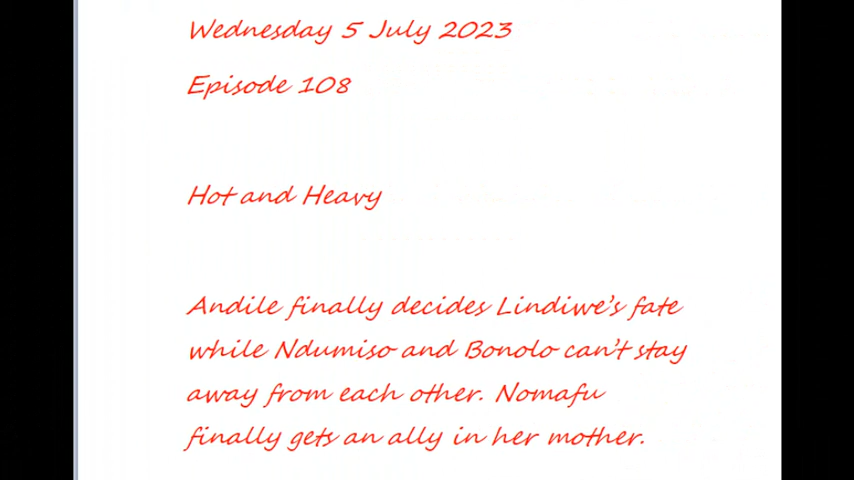 Wednesday 5 July 2023
Episode 108
Hot and Heavy
Andile finally decides Lindiwe's fate
while Ndumiso and Bonolo can't stay
away from each other. Nomafu
finally gets an ally in her mother.